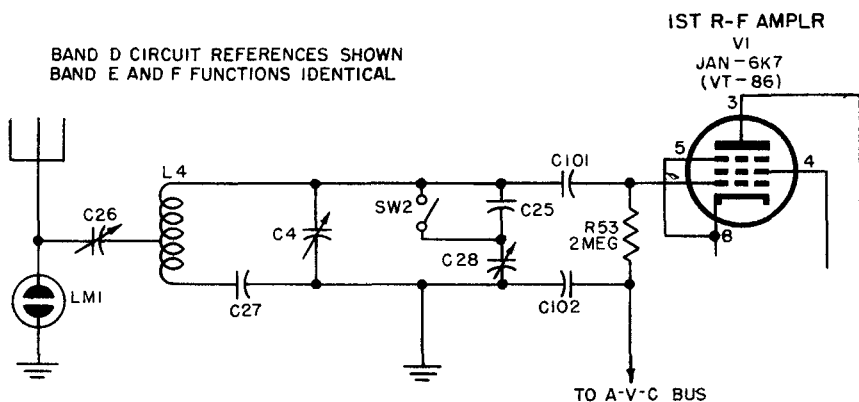 BAND D CIRCUIT REFERENCES SHOWN
BAND E AND F FUNCTIONS IDENTICAL
1ST R-F AMPLR
V1
JAN-6K7
(VT-86)
3
5
4
8
L4
C26
LM1
C27
C4
SW2
C25
C28
C101
C102
R53
2MEG
TO A-V-C BUS